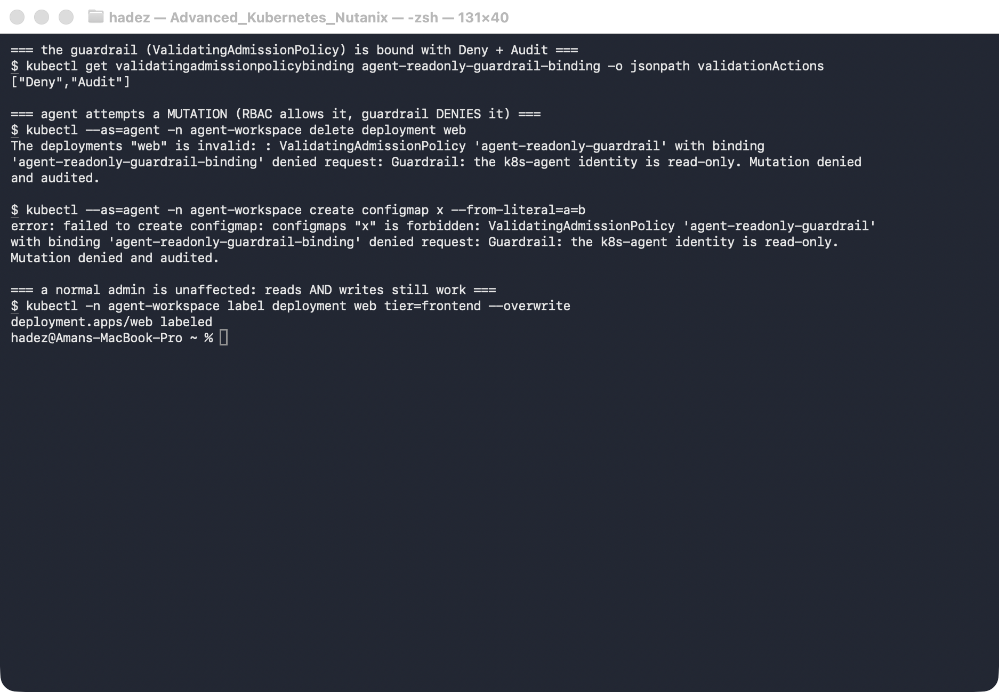 hadez — Advanced_Kubernetes_Nutanix — -zsh — 131×40
=== the guardrail (ValidatingAdmissionPolicy) is bound with Deny + Audit ===
$ kubectl get validatingadmissionpolicybinding agent-readonly-guardrail-binding -o jsonpath validationActions
["Deny","Audit"]
=== agent attempts a MUTATION (RBAC allows it, guardrail DENIES it) ===
$ kubectl --as=agent -n agent-workspace delete deployment web
The deployments "web" is invalid: : ValidatingAdmissionPolicy 'agent-readonly-guardrail' with binding
'agent-readonly-guardrail-binding' denied request: Guardrail: the k8s-agent identity is read-only. Mutation denied
and audited.
$ kubectl --as=agent -n agent-workspace create configmap x --from-literal=a=b
error: failed to create configmap: configmaps "x" is forbidden: ValidatingAdmissionPolicy 'agent-readonly-guardrail'
with binding 'agent-readonly-guardrail-binding' denied request: Guardrail: the k8s-agent identity is read-only.
Mutation denied and audited.
=== a normal admin is unaffected: reads AND writes still work ===
$ kubectl -n agent-workspace label deployment web tier=frontend --overwrite
deployment.apps/web labeled
hadez@Amans-MacBook-Pro ~ %